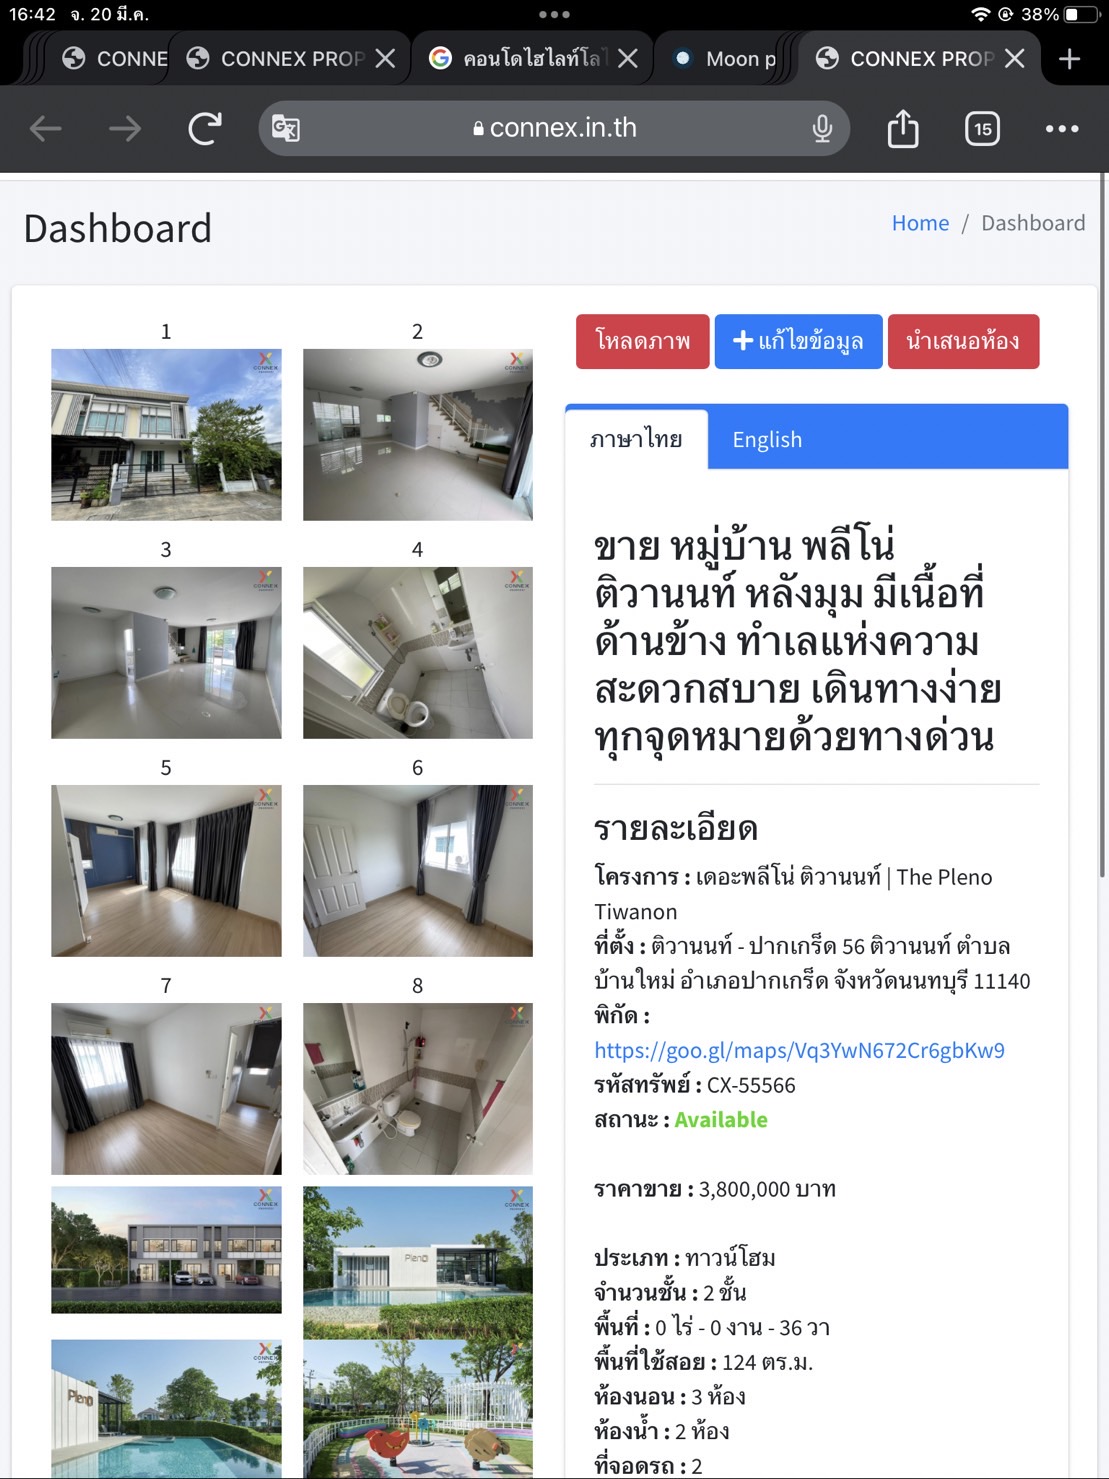 16:42 จ. 20 มี.ค.
38%
CONNE
CONNEX PROP
คอนโดไฮไลท์โล
Moon p
CONNEX PROP
connex.in.th
15
Dashboard
Home / Dashboard
1
2
3
4
5
6
7
8
CONNEX
Pleno
Pleno
โหลดภาพ
แก้ไขข้อมูล
นำเสนอห้อง
ภาษาไทย
English
ขาย หมู่บ้าน พลีโน่
ติวานนท์ หลังมุม มีเนื้อที่
ด้านข้าง ทำเลแห่งความ
สะดวกสบาย เดินทางง่าย
ทุกจุดหมายด้วยทางด่วน
รายละเอียด
โครงการ : เดอะพลีโน่ ติวานนท์ | The Pleno
Tiwanon
ที่ตั้ง : ติวานนท์ - ปากเกร็ด 56 ติวานนท์ ตำบล
บ้านใหม่ อำเภอปากเกร็ด จังหวัดนนทบุรี 11140
พิกัด :
https://goo.gl/maps/Vq3YwN672Cr6gbKw9
รหัสทรัพย์ : CX-55566
สถานะ : Available
ราคาขาย : 3,800,000 บาท
ประเภท : ทาวน์โฮม
จำนวนชั้น : 2 ชั้น
พื้นที่ : 0 ไร่ - 0 งาน - 36 วา
พื้นที่ใช้สอย : 124 ตร.ม.
ห้องนอน : 3 ห้อง
ห้องน้ำ : 2 ห้อง
ที่จอดรถ : 2